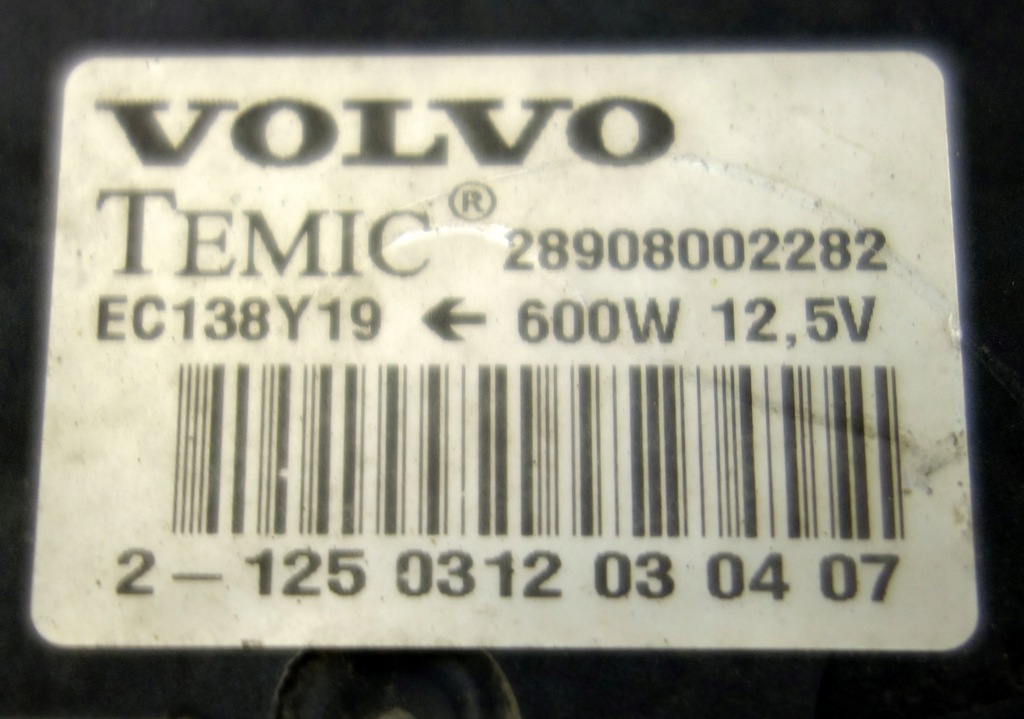 VOLVO
TEMIC® 28908002282
EC138Y19 ← 600W 12,5V
2 – 125 0312 03 04 07